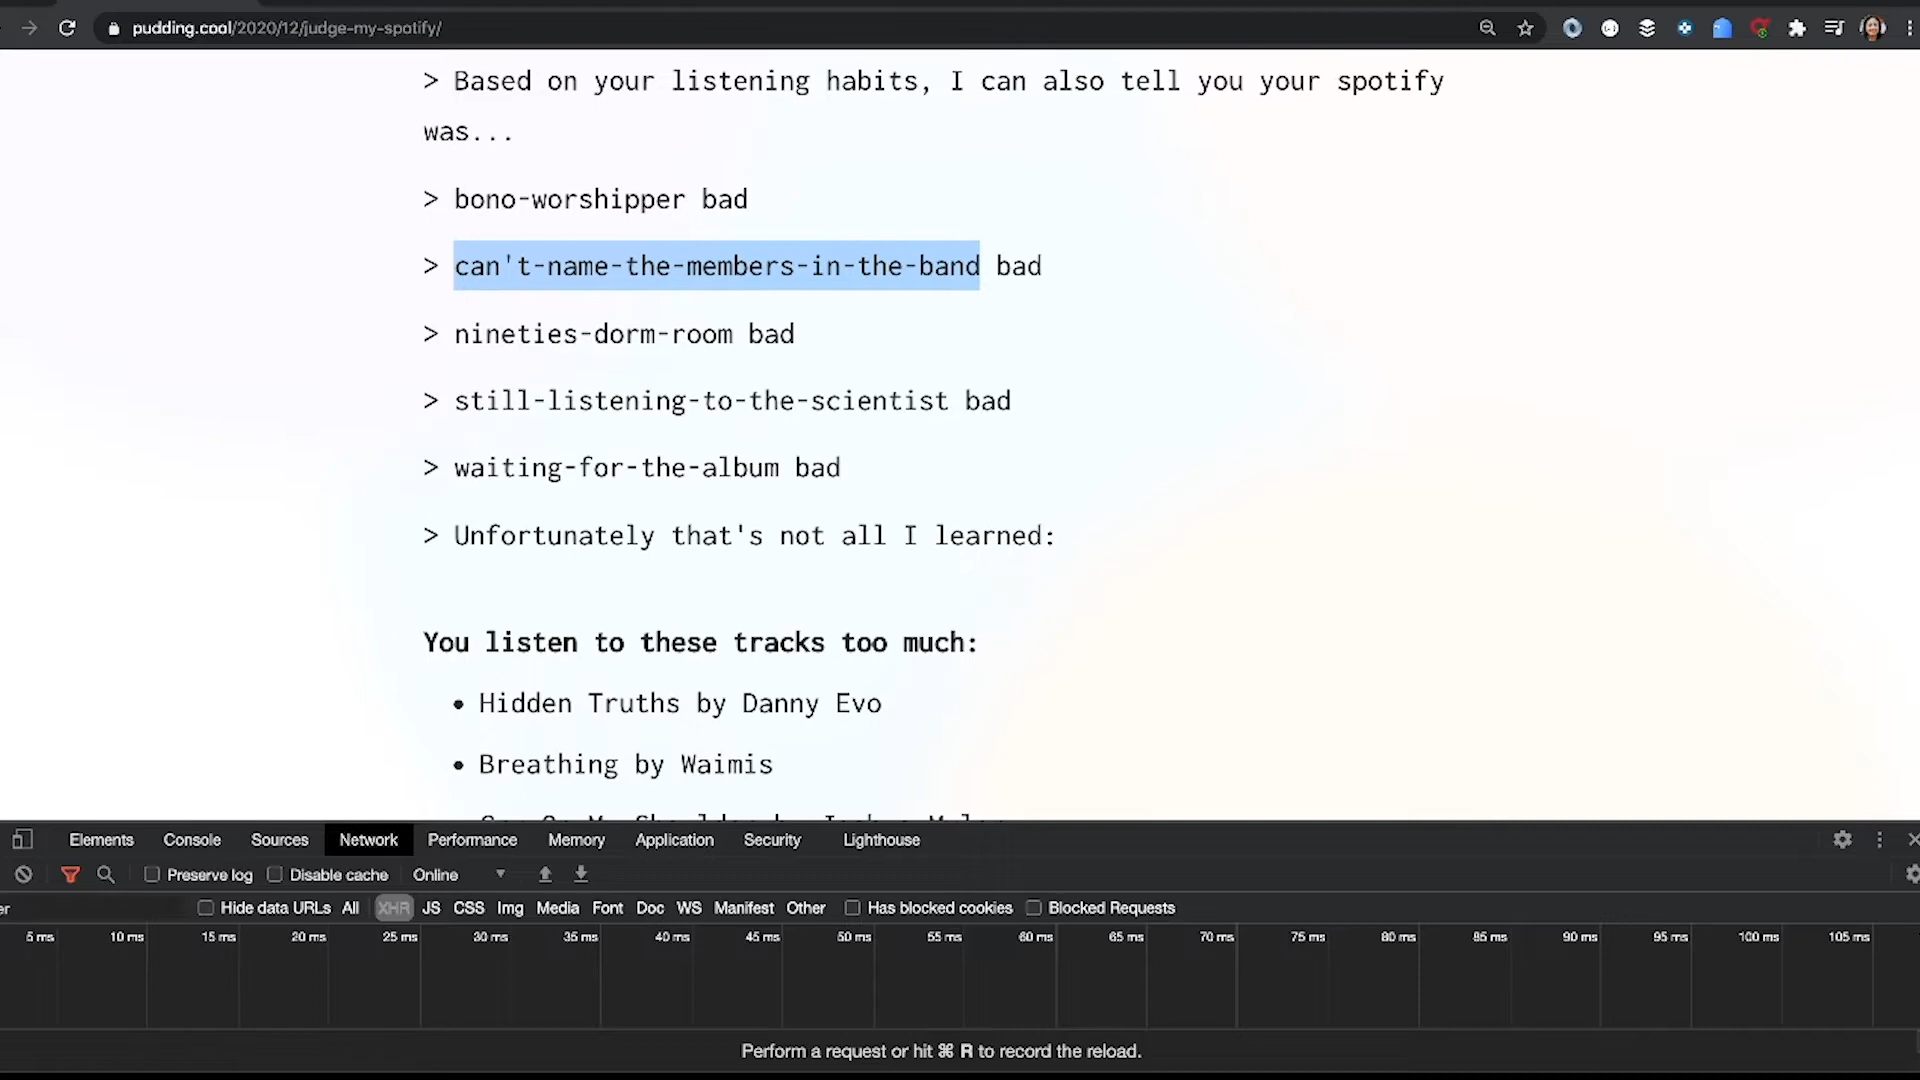 pudding.cool/2020/12/judge-my-spotify/
> Based on your listening habits, I can also tell you your spotify
was...
> bono-worshipper bad
> can't-name-the-members-in-the-band bad
> nineties-dorm-room bad
> still-listening-to-the-scientist bad
> waiting-for-the-album bad
> Unfortunately that's not all I learned:
You listen to these tracks too much:
• Hidden Truths by Danny Evo
• Breathing by Waimis
Elements Console Sources Network Performance Memory Application Security Lighthouse
Preserve log Disable cache Online
Hide data URLs All XHR JS CSS Img Media Font Doc WS Manifest Other Has blocked cookies Blocked Requests
5 ms 10 ms 15 ms 20 ms 25 ms 30 ms 35 ms 40 ms 45 ms 50 ms 55 ms 60 ms 65 ms 70 ms 75 ms 80 ms 85 ms 90 ms 95 ms 100 ms 105 ms
Perform a request or hit ⌘ R to record the reload.